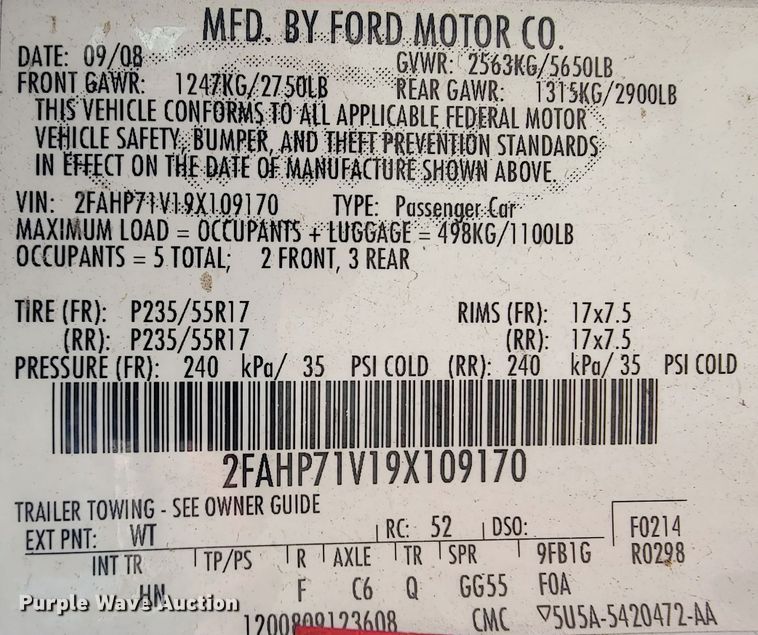 MFD. BY FORD MOTOR CO.
DATE: 09/08 GVWR: 2563KG/5650LB
FRONT GAWR: 1247KG/2750LB REAR GAWR: 1315KG/2900LB
THIS VEHICLE CONFORMS TO ALL APPLICABLE FEDERAL MOTOR
VEHICLE SAFETY, BUMPER, AND THEFT PREVENTION STANDARDS
IN EFFECT ON THE DATE OF MANUFACTURE SHOWN ABOVE.
VIN: 2FAHP71V19X109170 TYPE: Passenger Car
MAXIMUM LOAD = OCCUPANTS + LUGGAGE = 498KG/1100LB
OCCUPANTS = 5 TOTAL; 2 FRONT, 3 REAR
TIRE (FR): P235/55R17 RIMS (FR): 17x7.5
(RR): P235/55R17 (RR): 17x7.5
PRESSURE (FR): 240 kPa/ 35 PSI COLD (RR): 240 kPa/ 35 PSI COLD
2FAHP71V19X109170
TRAILER TOWING - SEE OWNER GUIDE
EXT PNT: WT RC: 52 DSO: F0214
INT TR TP/PS R AXLE TR SPR 9FB1G R0298
HN F C6 Q GG55 FOA
Purple Wave Auction
1200809123608 CMC ▽5U5A-5420472-AA